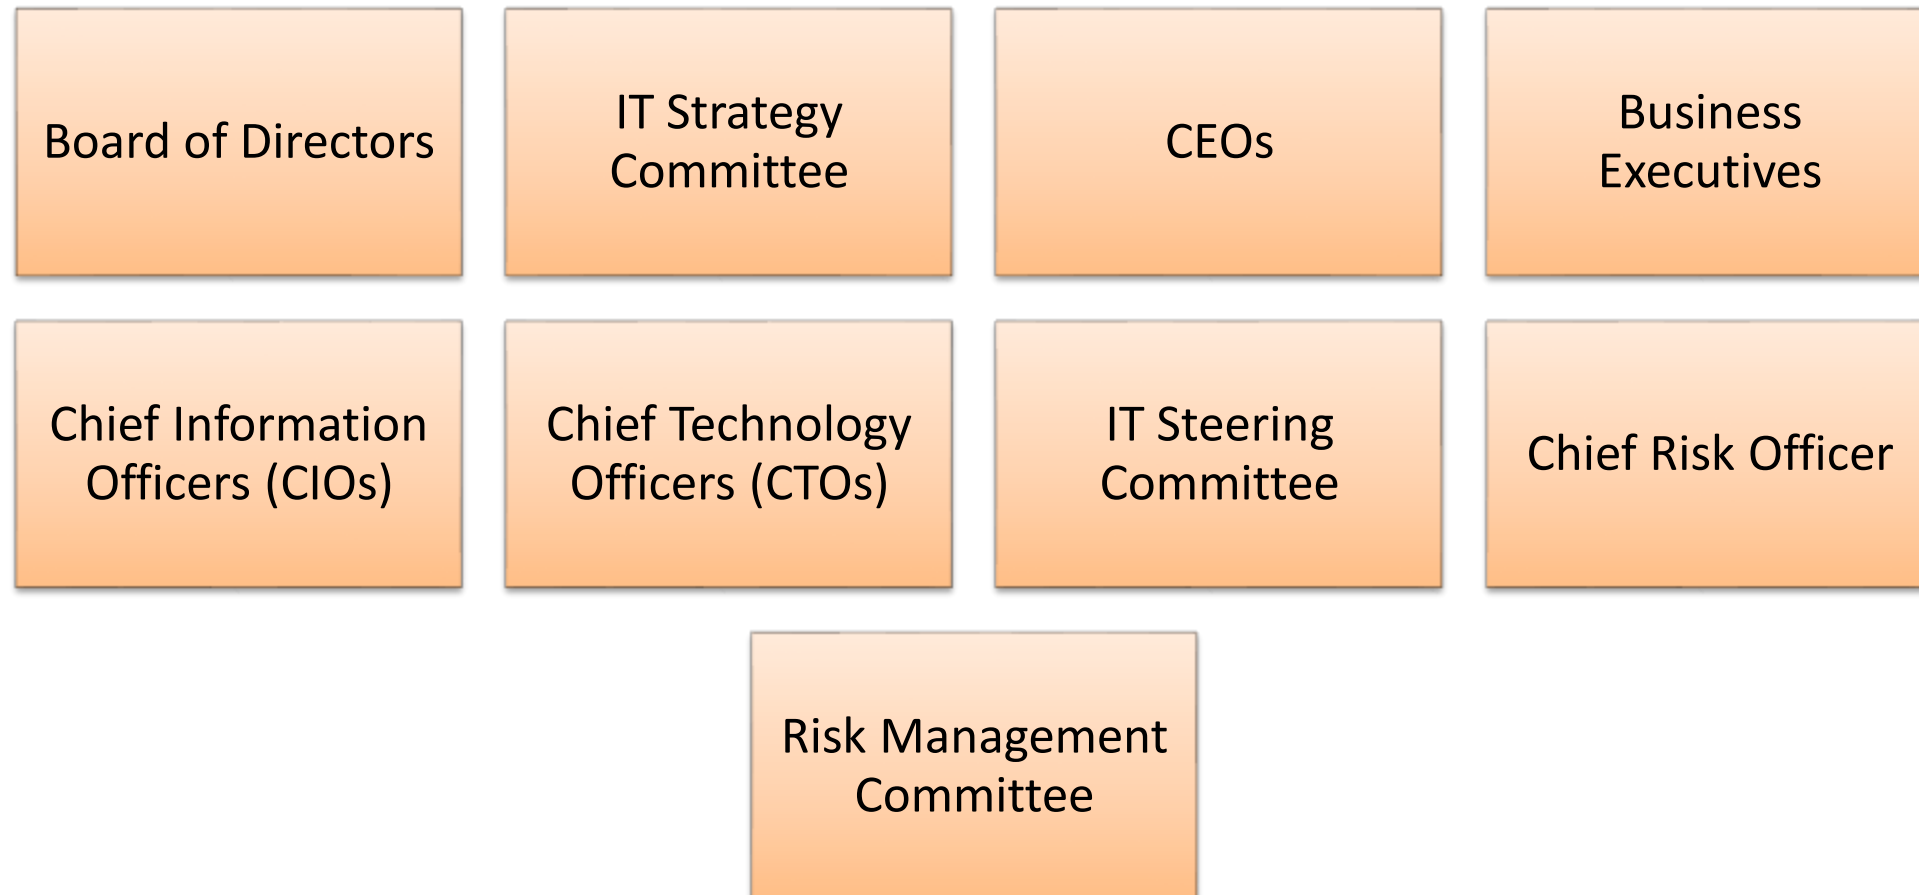 Board of Directors
IT Strategy
Committee
CEOs
Business
Executives
Chief Information
Officers (CIOs)
Chief Technology
Officers (CTOs)
IT Steering
Committee
Chief Risk Officer
Risk Management
Committee